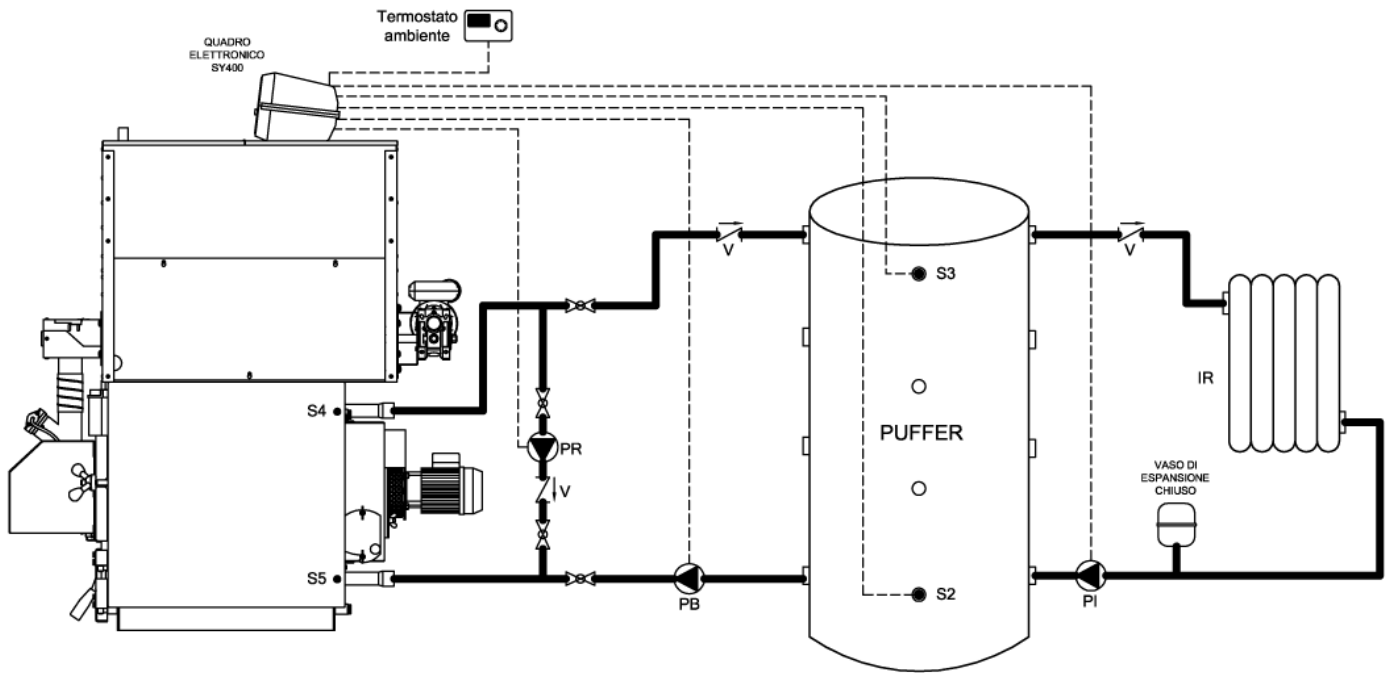 Termostato
ambiente
QUADRO
ELETTRONICO
SY400
V
V
S3
S4
IR
PR
PUFFER
V
VASO DI
ESPANSIONE
CHIUSO
S5
PB
S2
PI